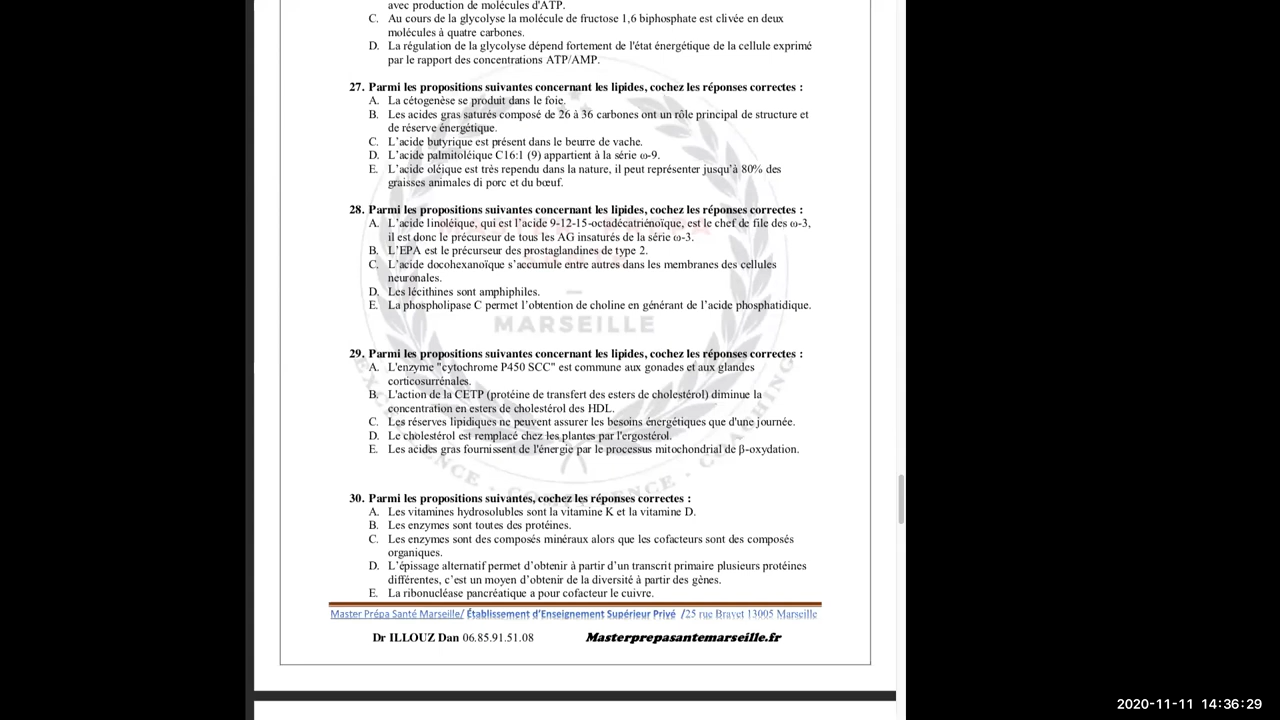 avec production de molécules d'ATP.
C. Au cours de la glycolyse la molécule de fructose 1,6 biphosphate est clivée en deux
molécules à quatre carbones.
D. La régulation de la glycolyse dépend fortement de l'état énergétique de la cellule exprimé
par le rapport des concentrations ATP/AMP.
27. Parmi les propositions suivantes concernant les lipides, cochez les réponses correctes :
A. La cétogenèse se produit dans le foie.
B. Les acides gras saturés composé de 26 à 36 carbones ont un rôle principal de structure et
de réserve énergétique.
C. L'acide butyrique est présent dans le beurre de vache.
D. L'acide palmitoléique C16:1 (9) appartient à la série ω-9.
E. L'acide oléique est très rependu dans la nature, il peut représenter jusqu'à 80% des
graisses animales di porc et du bœuf.
28. Parmi les propositions suivantes concernant les lipides, cochez les réponses correctes :
A. L'acide linoléique, qui est l'acide 9-12-15-octadécatriénoïque, est le chef de file des ω-3,
il est donc le précurseur de tous les AG insaturés de la série ω-3.
B. L'EPA est le précurseur des prostaglandines de type 2.
C. L'acide docohexanoïque s'accumule entre autres dans les membranes des cellules
neuronales.
D. Les lécithines sont amphiphiles.
E. La phospholipase C permet l'obtention de choline en générant de l'acide phosphatidique.
MARSEILLE
29. Parmi les propositions suivantes concernant les lipides, cochez les réponses correctes :
A. L'enzyme "cytochrome P450 SCC" est commune aux gonades et aux glandes
corticosurrénales.
B. L'action de la CETP (protéine de transfert des esters de cholestérol) diminue la
concentration en esters de cholestérol des HDL.
C. Les réserves lipidiques ne peuvent assurer les besoins énergétiques que d'une journée.
D. Le cholestérol est remplacé chez les plantes par l'ergostérol.
E. Les acides gras fournissent de l'énergie par le processus mitochondrial de β-oxydation.
30. Parmi les propositions suivantes, cochez les réponses correctes :
A. Les vitamines hydrosolubles sont la vitamine K et la vitamine D.
B. Les enzymes sont toutes des protéines.
C. Les enzymes sont des composés minéraux alors que les cofacteurs sont des composés
organiques.
D. L'épissage alternatif permet d'obtenir à partir d'un transcrit primaire plusieurs protéines
différentes, c'est un moyen d'obtenir de la diversité à partir des gènes.
E. La ribonucléase pancréatique a pour cofacteur le cuivre.
Master Prépa Santé Marseille/ Établissement d'Enseignement Supérieur Privé /25 rue Brayet 13005 Marseille
Dr ILLOUZ Dan 06.85.91.51.08 Masterprepasantemarseille.fr
2020-11-11 14:36:29